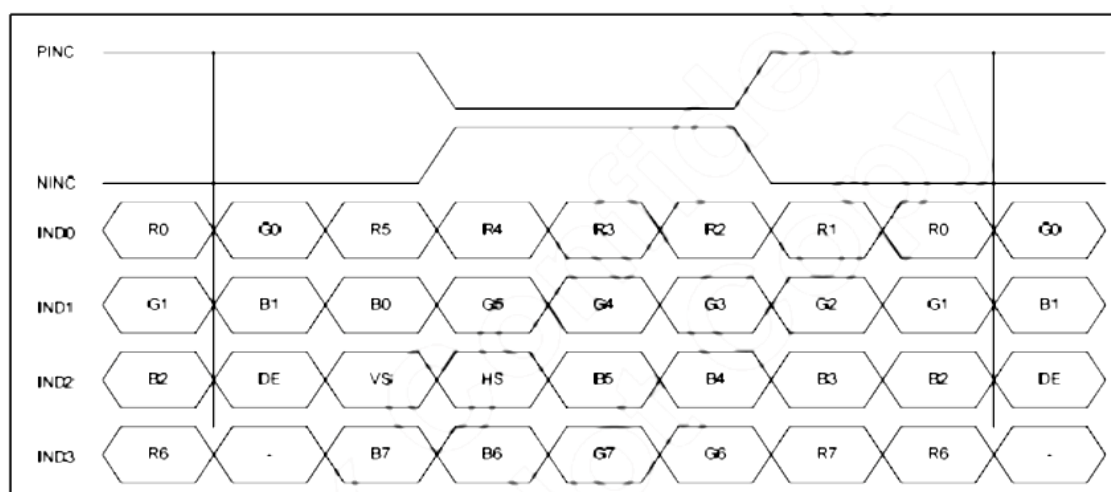 PINC
NINC
IND0 R0 G0 R5 R4 R3 R2 R1 R0 G0
IND1 G1 B1 B0 G5 G4 G3 G2 G1 B1
IND2 B2 DE VS HS B5 B4 B3 B2 DE
IND3 R6 - B7 B6 G7 G6 R7 R6 -
Confiden
Copy